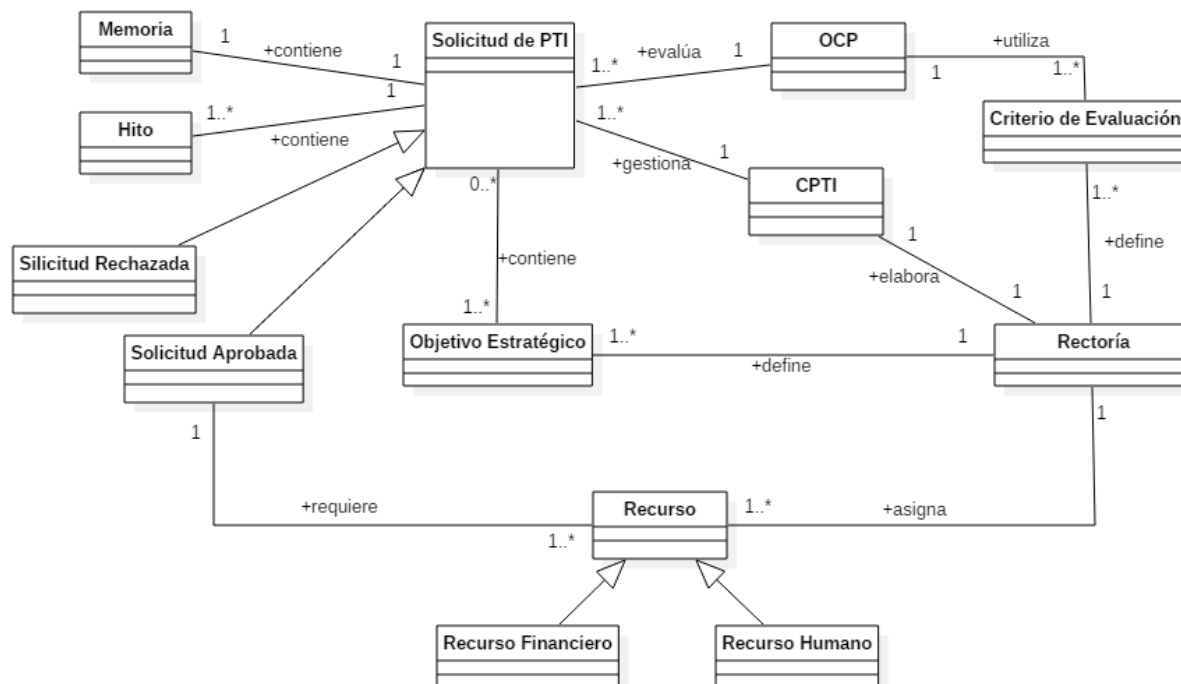 Memoria
1
+contiene
1
Solicitud de PTI
1..*
+evalúa
1
OCP
1
+utiliza
1..*
Hito
1..*
+contiene
1
1..*
+gestiona
1
CPTI
Criterio de Evaluación
1..*
+define
1
1
+elabora
1
Silicitud Rechazada
0..*
+contiene
1..*
Solicitud Aprobada
Objetivo Estratégico
1..*
+define
1
Rectoría
1
+requiere
1..*
Recurso
1..*
+asigna
1
Recurso Financiero
Recurso Humano